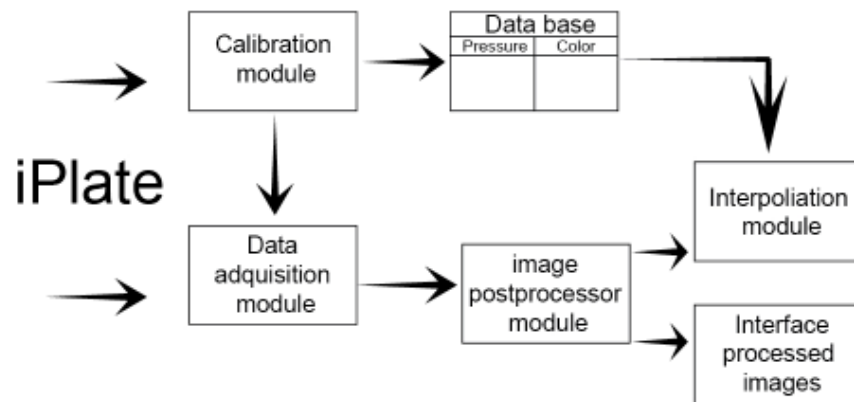 Calibration
module
Data base
Pressure
Color
iPlate
Interpoliation
module
Data
adquisition
module
image
postprocessor
module
Interface
processed
images